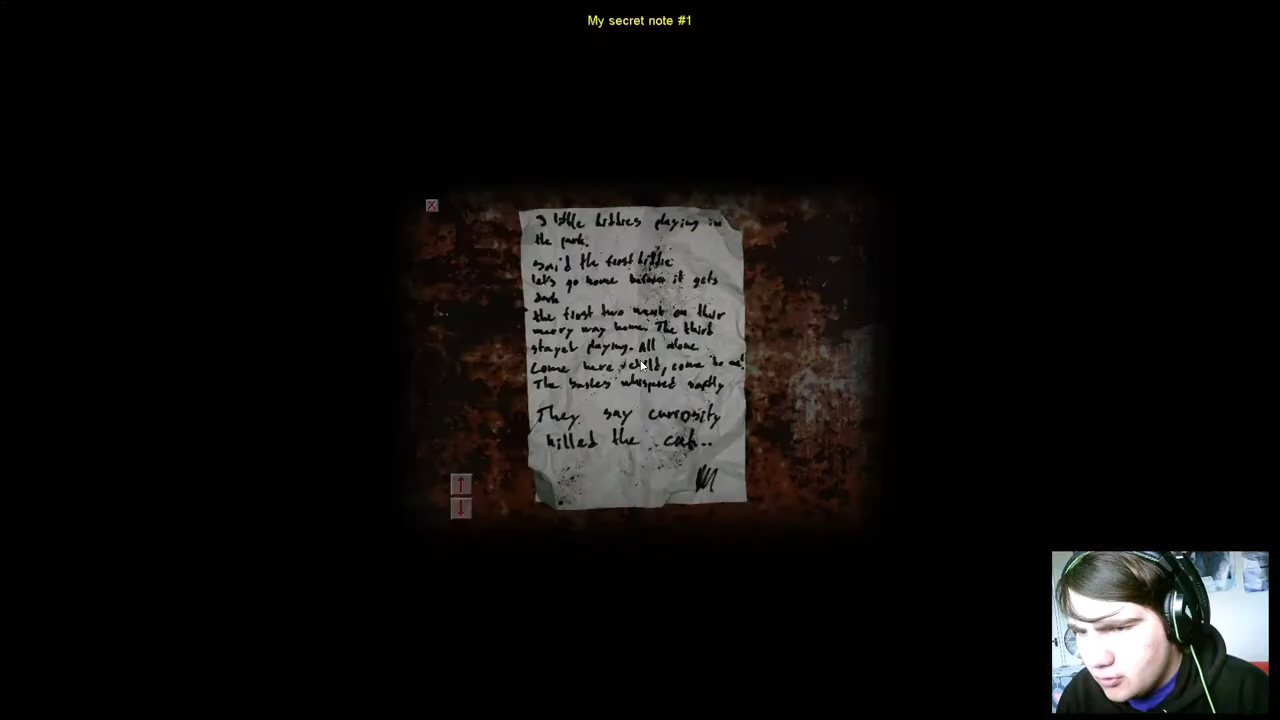 My secret note #1
3 little kiddies playing in
the park.
said the first kiddie
let's go home before it gets
dark
the first two went on their
merry way home. The third
stayed playing. All alone
Come here child, come to me!
The bushes whispered softly
They say curiosity
killed the cat..